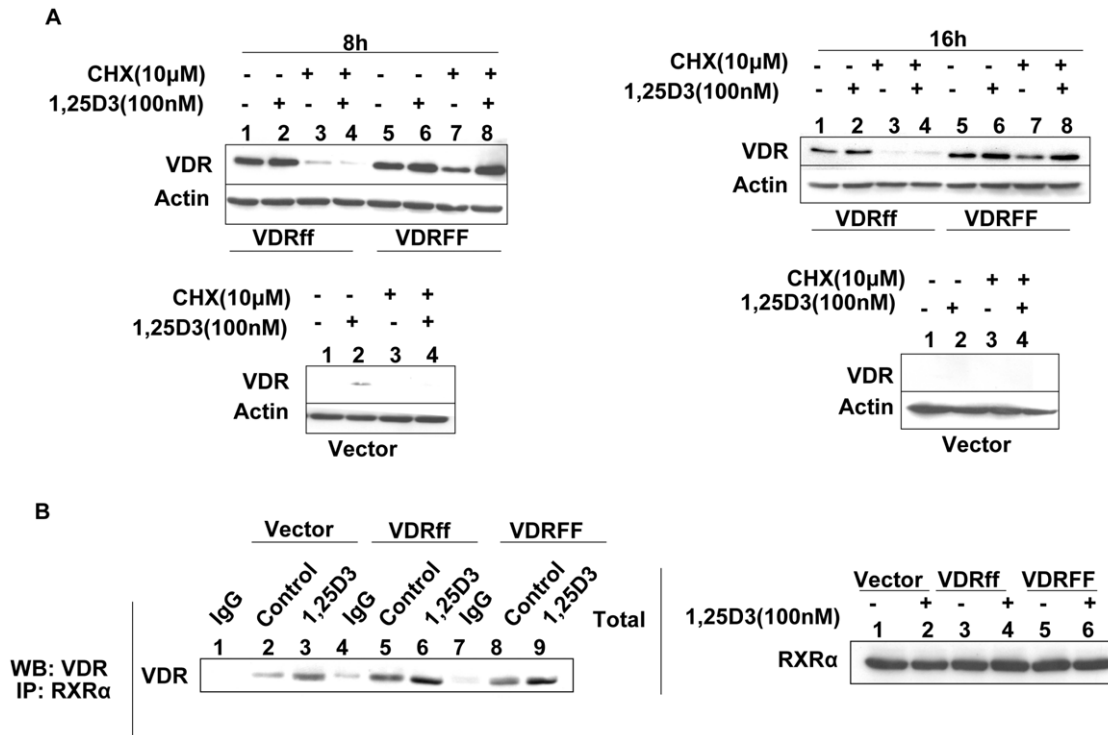 A
8h
CHX(10μM) - - + + - - + +
1,25D3(100nM) - + - + - + - +
1 2 3 4 5 6 7 8
VDR
Actin
VDRff VDRFF
CHX(10μM) - - + +
1,25D3(100nM) - + - +
1 2 3 4
VDR
Actin
Vector
16h
CHX(10μM) - - + + - - + +
1,25D3(100nM) - + - + - + - +
1 2 3 4 5 6 7 8
VDR
Actin
VDRff VDRFF
CHX(10μM) - - + +
1,25D3(100nM) - + - +
1 2 3 4
VDR
Actin
Vector
B
Vector VDRff VDRFF
IgG Control 1,25D3 IgG Control 1,25D3 IgG Control 1,25D3
1 2 3 4 5 6 7 8 9
WB: VDR
IP: RXRα
VDR
Total
Vector VDRff VDRFF
1,25D3(100nM) - + - + - +
1 2 3 4 5 6
RXRα